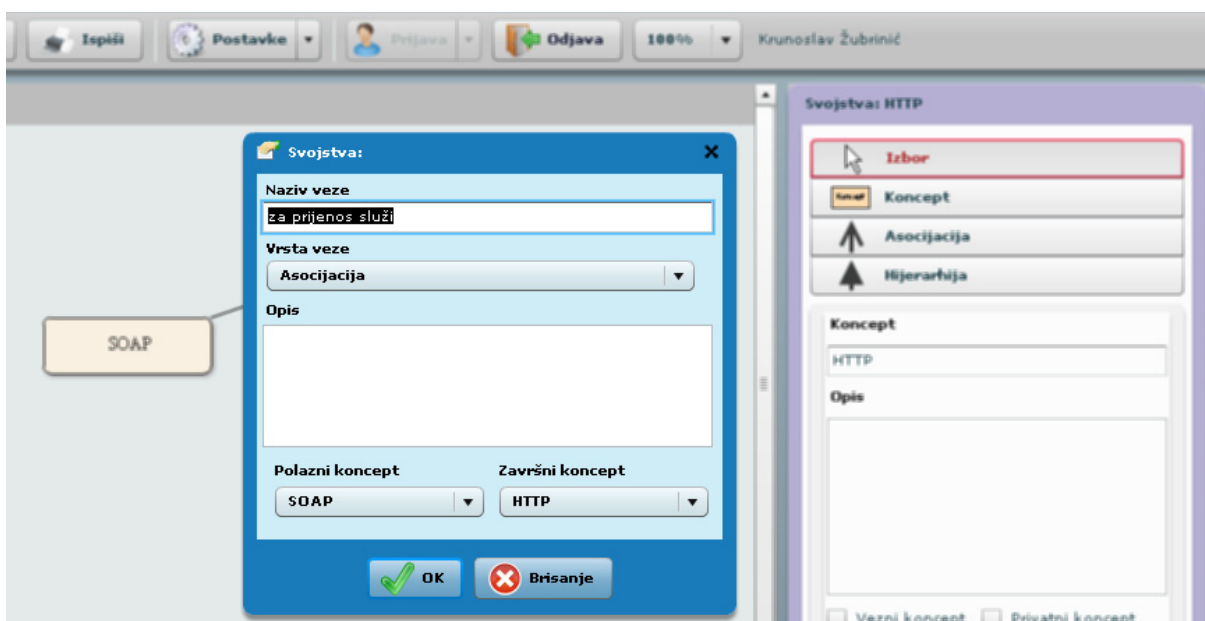 Ispiši Postavke Prijava Odjava 100% Krunoslav Žubrinić
Svojstva: HTTP
Izbor
Koncept Koncept
Asocijacija
Hijerarhija
Koncept
HTTP
Opis
Vezni koncept Privatni koncept
SOAP
Svojstva:
Naziv veze
za prijenos služi
Vrsta veze
Asocijacija
Opis
Polazni koncept Završni koncept
SOAP HTTP
OK Brisanje